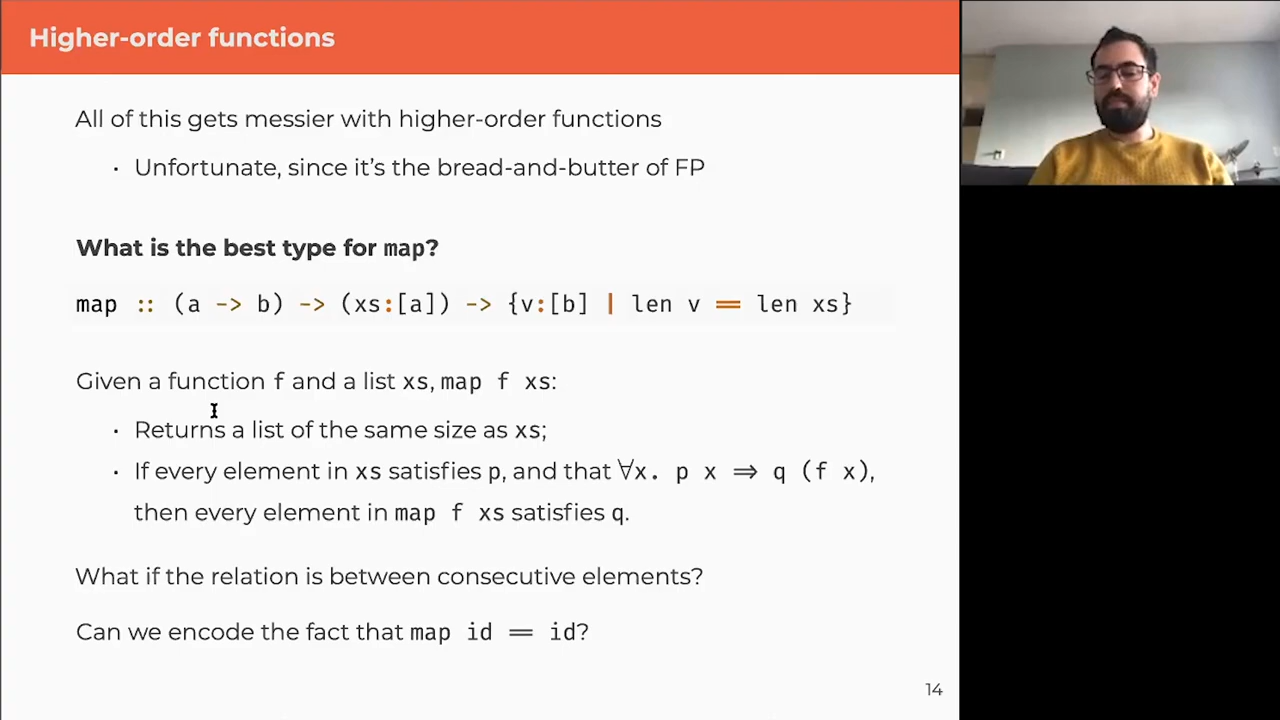 Higher-order functions
All of this gets messier with higher-order functions
· Unfortunate, since it's the bread-and-butter of FP
What is the best type for map?
map :: (a -> b) -> (xs:[a]) -> {v:[b] | len v == len xs}
Given a function f and a list xs, map f xs:
· Returns a list of the same size as xs;
· If every element in xs satisfies p, and that ∀x. p x ⇒ q (f x),
then every element in map f xs satisfies q.
What if the relation is between consecutive elements?
Can we encode the fact that map id == id?
14